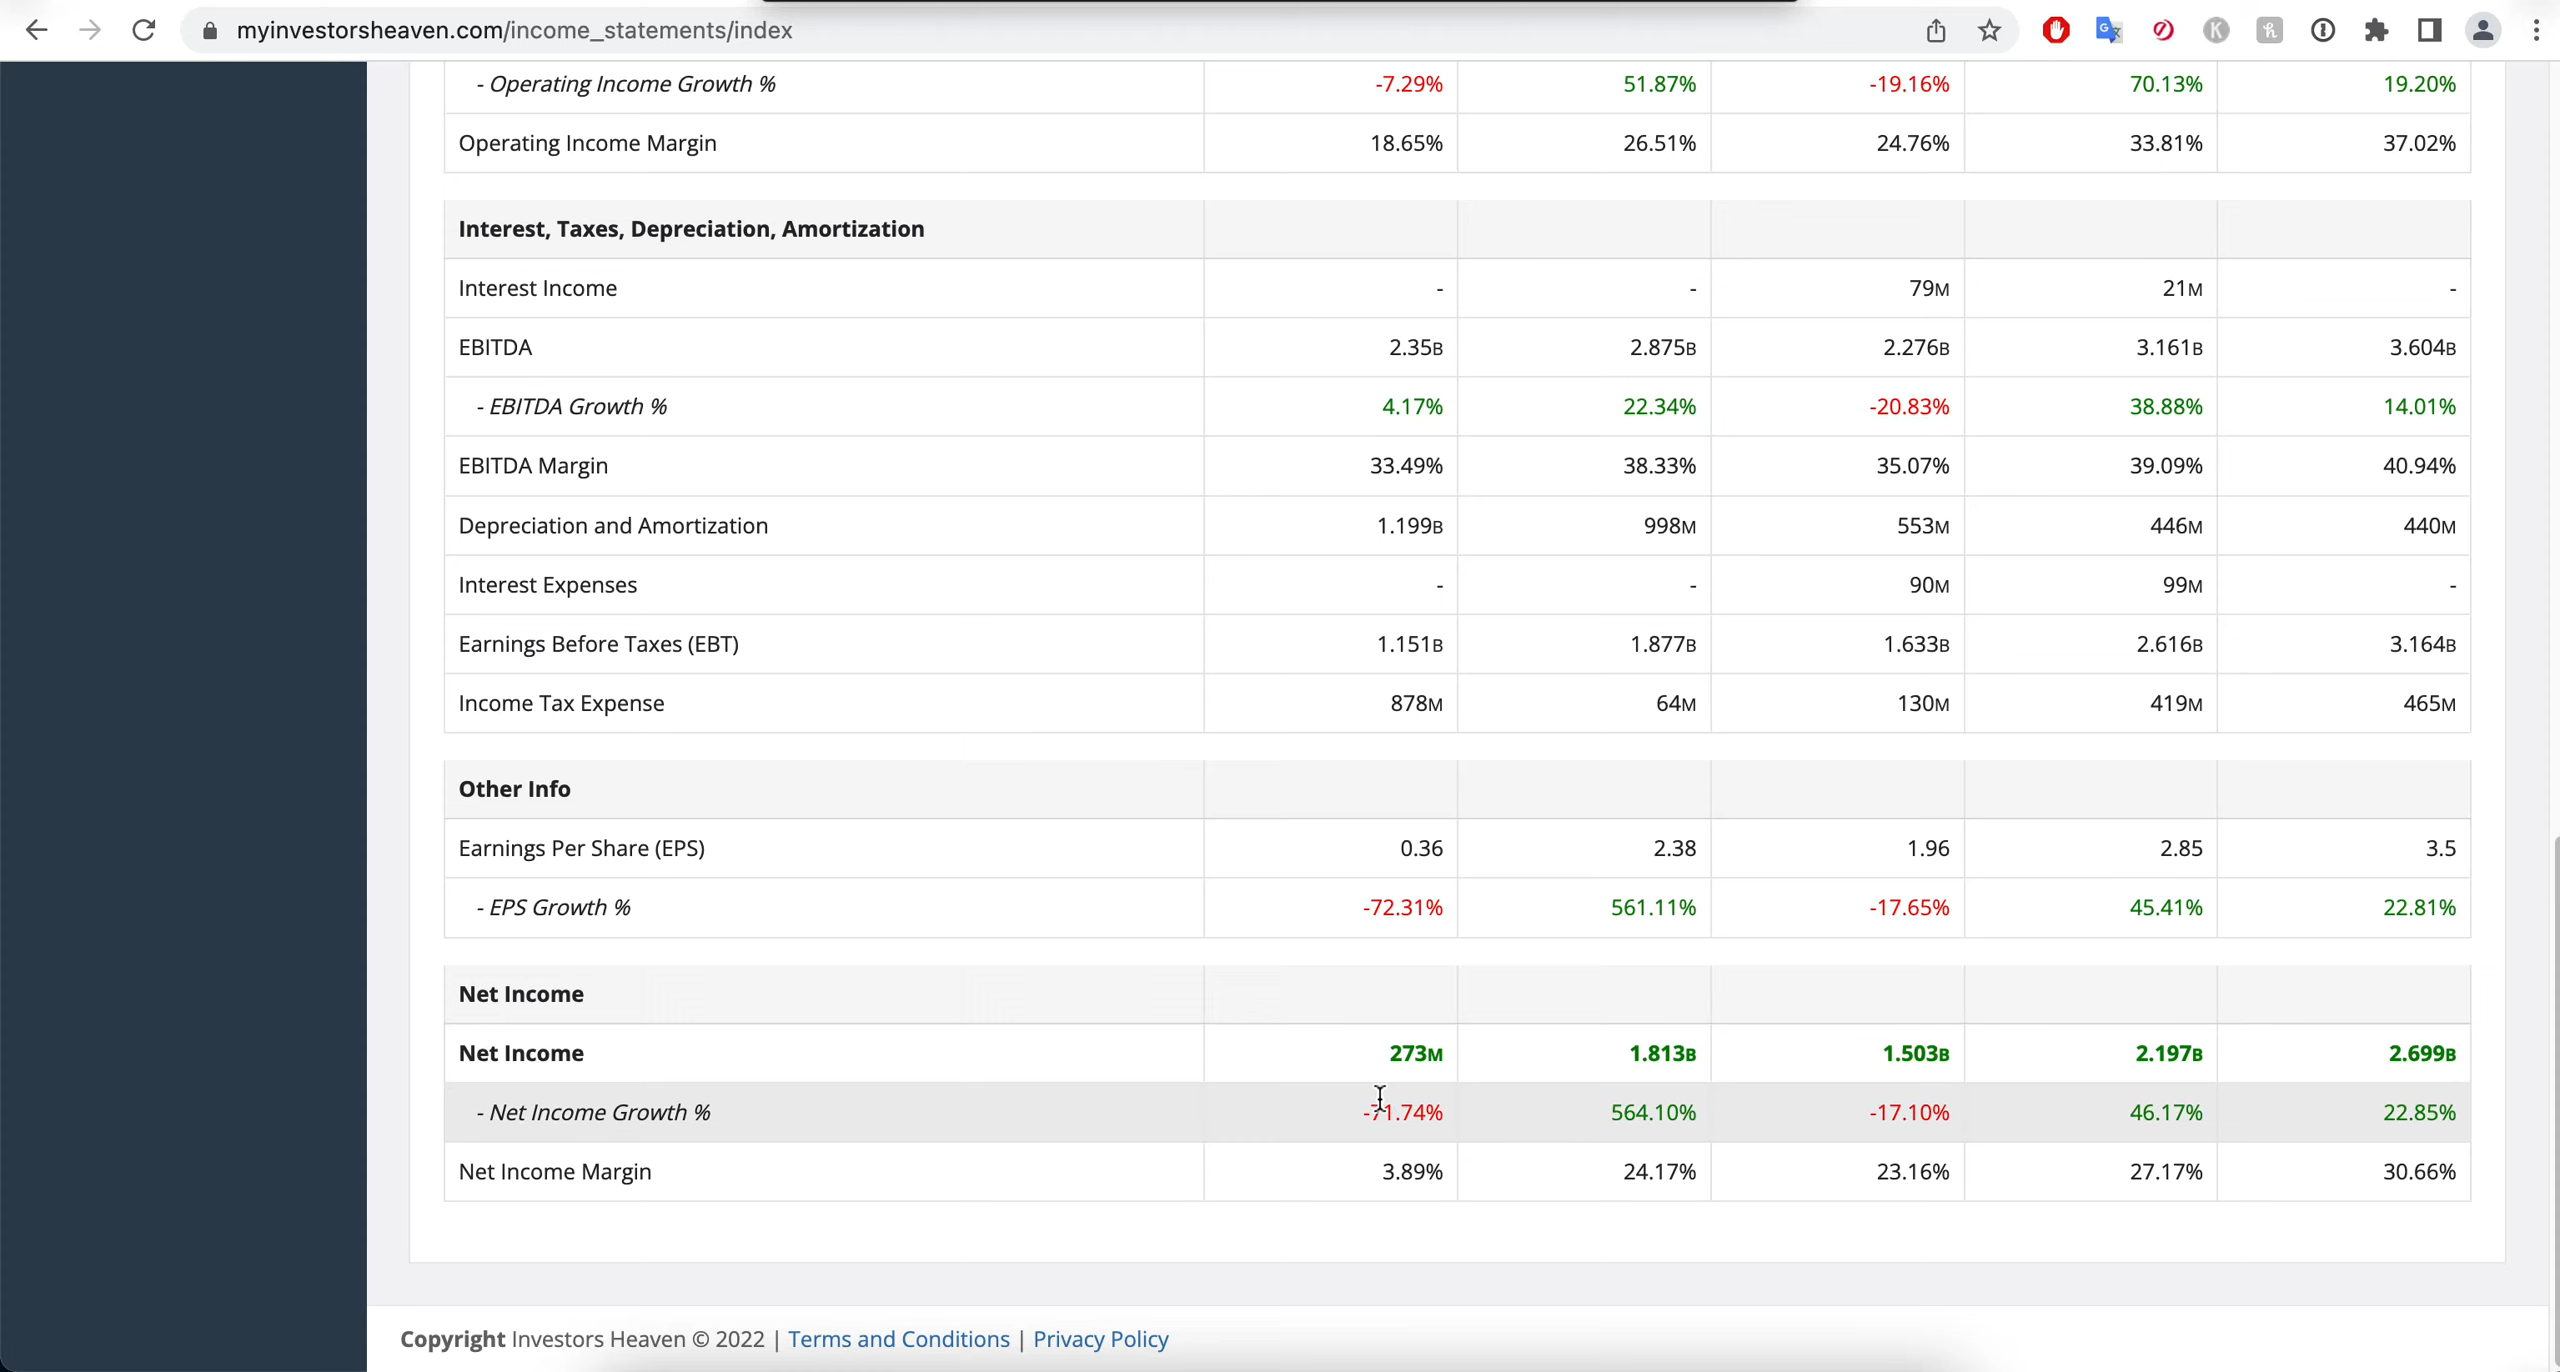 myinvestorsheaven.com/income_statements/index
- Operating Income Growth % -7.29% 51.87% -19.16% 70.13% 19.20%
Operating Income Margin 18.65% 26.51% 24.76% 33.81% 37.02%
Interest, Taxes, Depreciation, Amortization
Interest Income - - 79M 21M -
EBITDA 2.35B 2.875B 2.276B 3.161B 3.604B
- EBITDA Growth % 4.17% 22.34% -20.83% 38.88% 14.01%
EBITDA Margin 33.49% 38.33% 35.07% 39.09% 40.94%
Depreciation and Amortization 1.199B 998M 553M 446M 440M
Interest Expenses - - 90M 99M -
Earnings Before Taxes (EBT) 1.151B 1.877B 1.633B 2.616B 3.164B
Income Tax Expense 878M 64M 130M 419M 465M
Other Info
Earnings Per Share (EPS) 0.36 2.38 1.96 2.85 3.5
- EPS Growth % -72.31% 561.11% -17.65% 45.41% 22.81%
Net Income
Net Income 273M 1.813B 1.503B 2.197B 2.699B
- Net Income Growth % -71.74% 564.10% -17.10% 46.17% 22.85%
Net Income Margin 3.89% 24.17% 23.16% 27.17% 30.66%
Copyright Investors Heaven © 2022 | Terms and Conditions | Privacy Policy